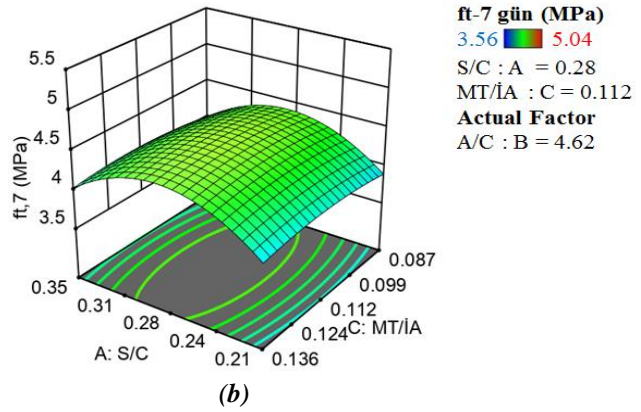 ft-7 gün (MPa)
3.56 5.04
S/C : A = 0.28
MT/İA : C = 0.112
Actual Factor
A/C : B = 4.62
5.5
5
4.5
4
3.5
ft,7 (MPa)
0.35
0.31
0.28
0.24
0.21
A: S/C
0.087
0.099
0.112
0.124
0.136
C: MT/İA
(b)